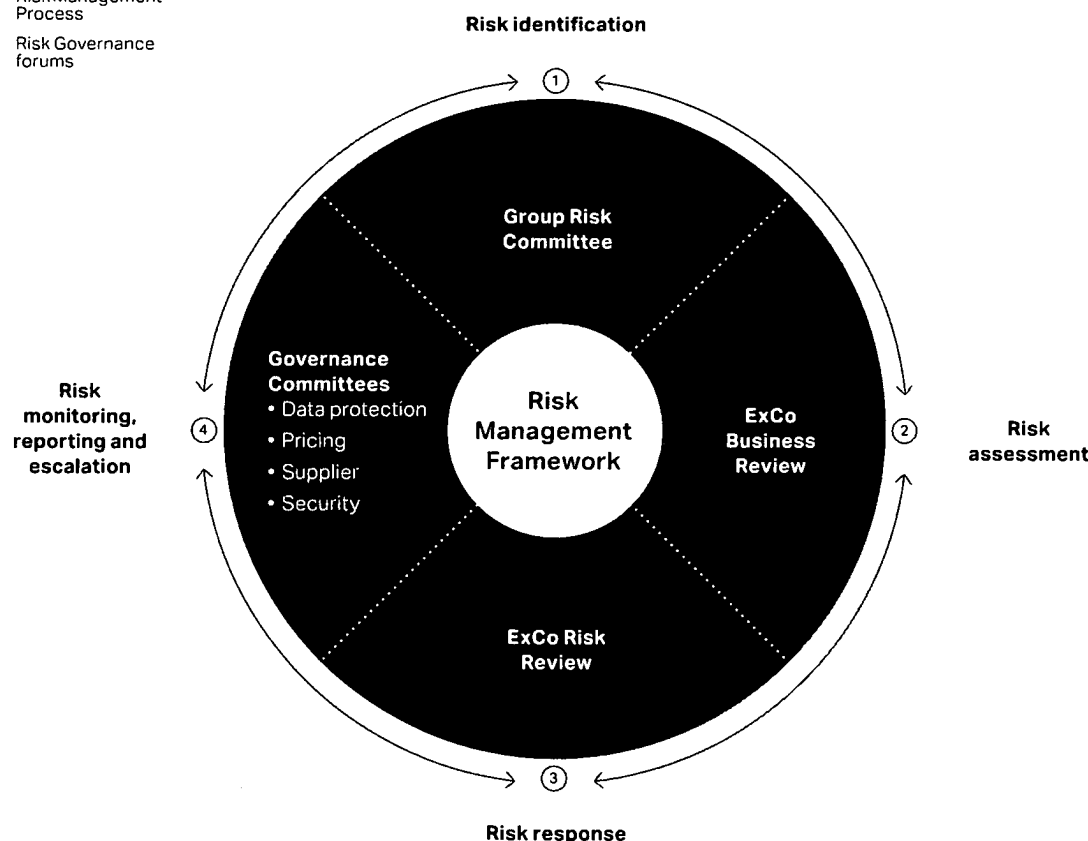 Risk Management
Process
Risk Governance
forums
Risk identification
1
Group Risk
Committee
Governance
Committees
• Data protection
• Pricing
• Supplier
• Security
Risk
Management
Framework
ExCo
Business
Review
ExCo Risk
Review
Risk
monitoring,
reporting and
escalation
4
2
Risk
assessment
3
Risk response